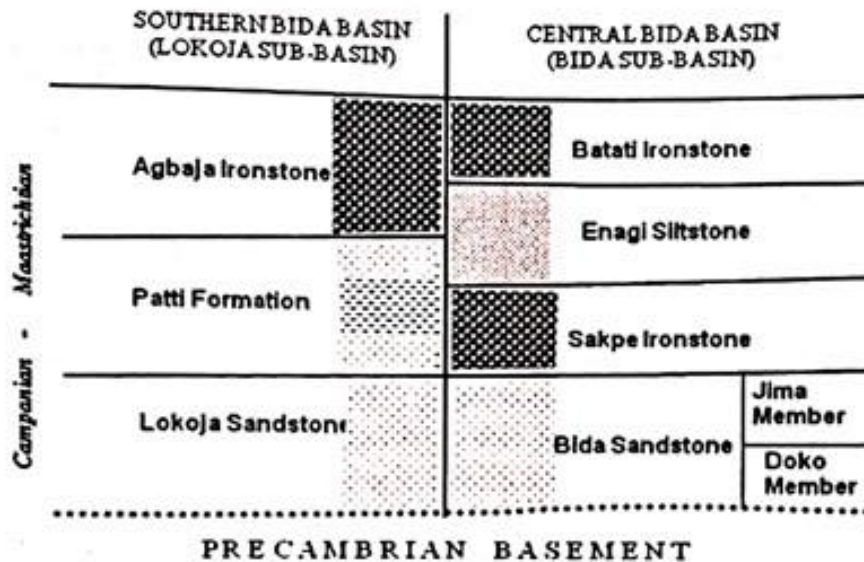 SOUTHERN BIDA BASIN
(LOKOJA SUB-BASIN)
CENTRAL BIDA BASIN
(BIDA SUB-BASIN)
Campanian - Maastrichtian
Agbaja Ironstone
Patti Formation
Lokoja Sandstone
Batati Ironstone
Enagi Siltstone
Sakpe Ironstone
Bida Sandstone
Jima
Member
Doko
Member
PRECAMBRIAN BASEMENT